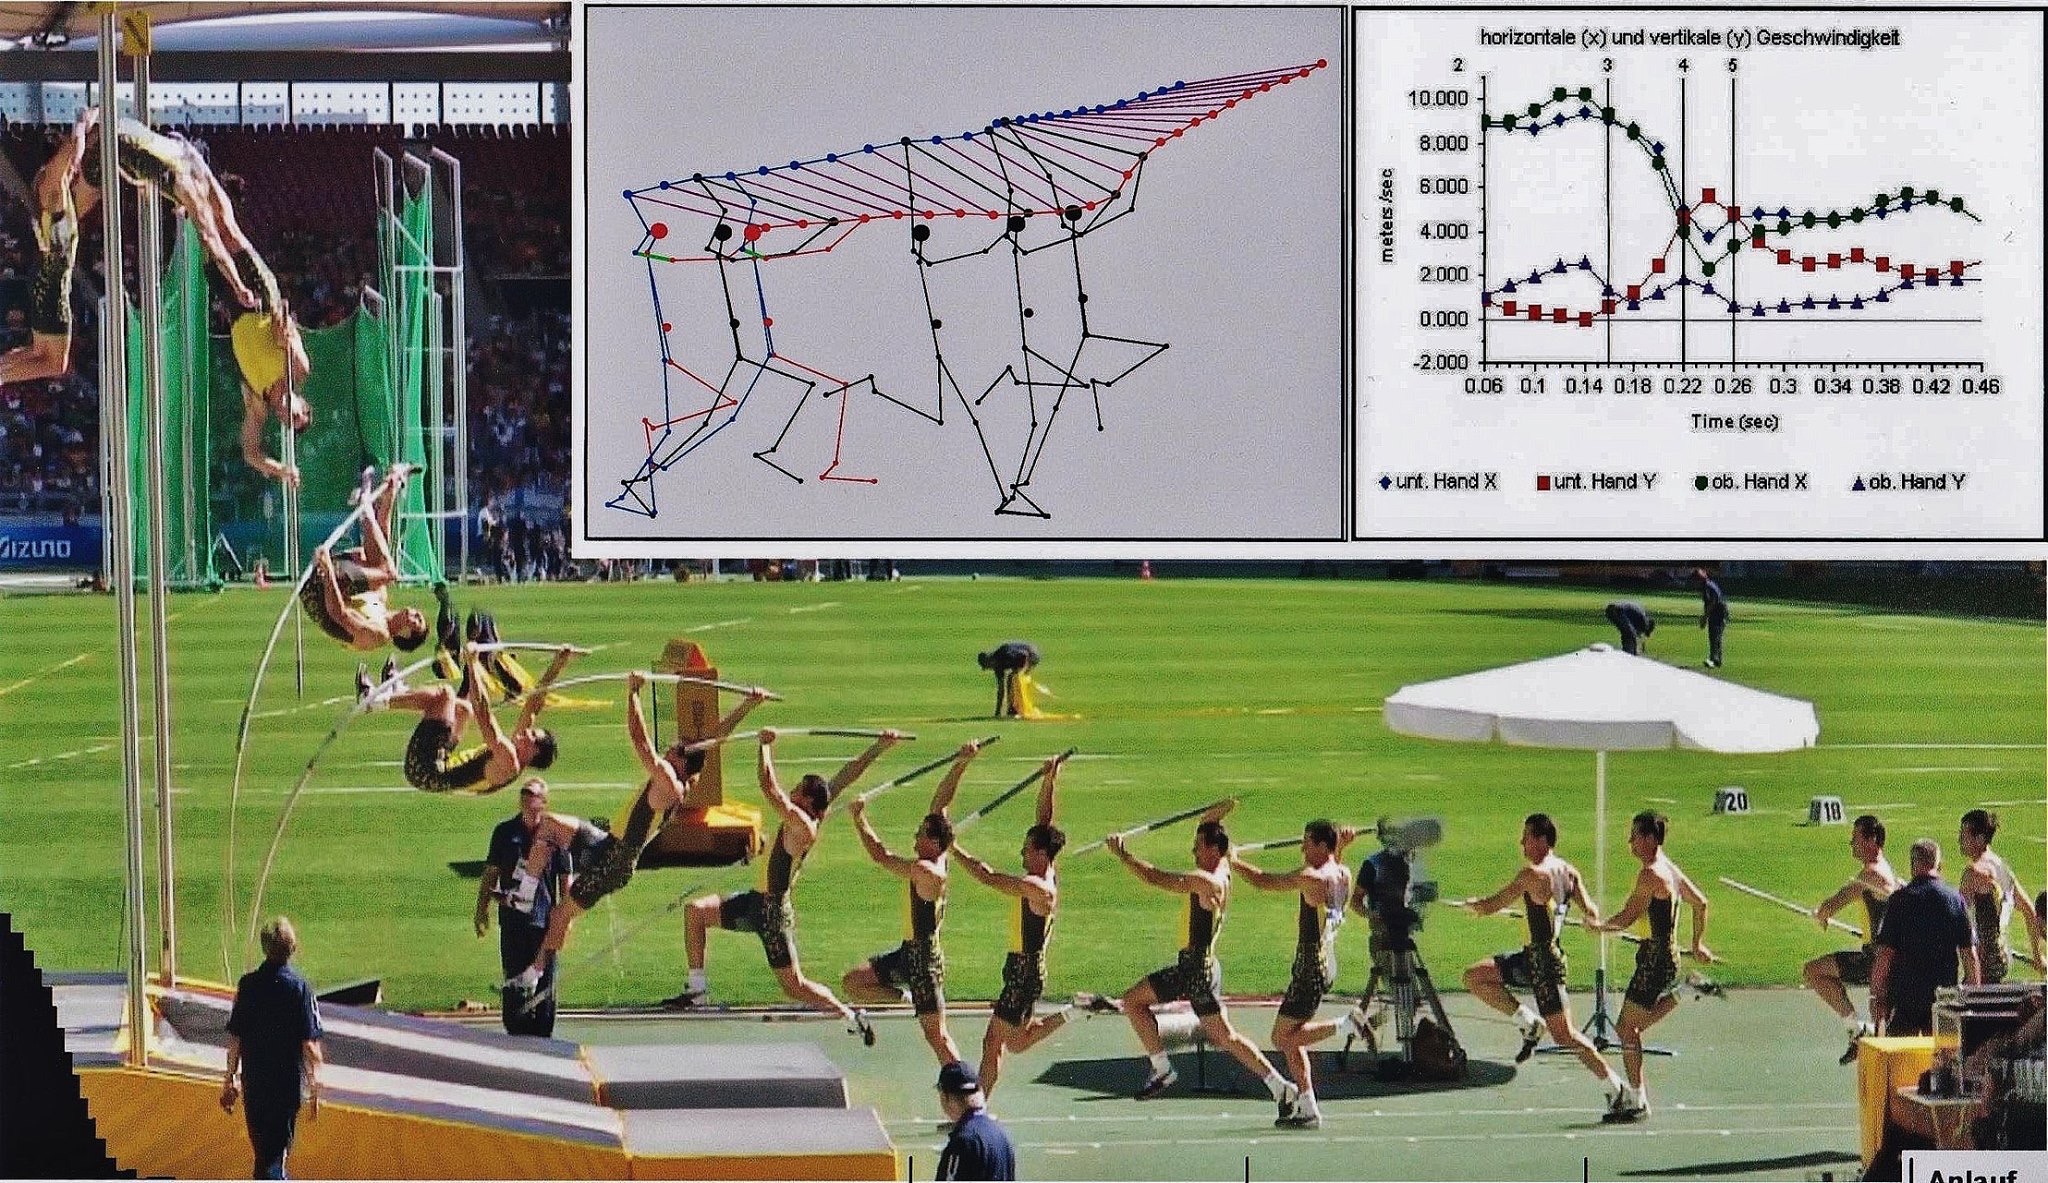 horizontale (x) und vertikale (y) Geschwindigkeit
2 3 4 5
10.000
8.000
6.000
4.000
2.000
0.000
-2.000
meters /sec
0.06 0.1 0.14 0.18 0.22 0.26 0.3 0.34 0.38 0.42 0.46
Time (sec)
unt. Hand X unt. Hand Y ob. Hand X ob. Hand Y
MIZUNO
20
18
Anlauf